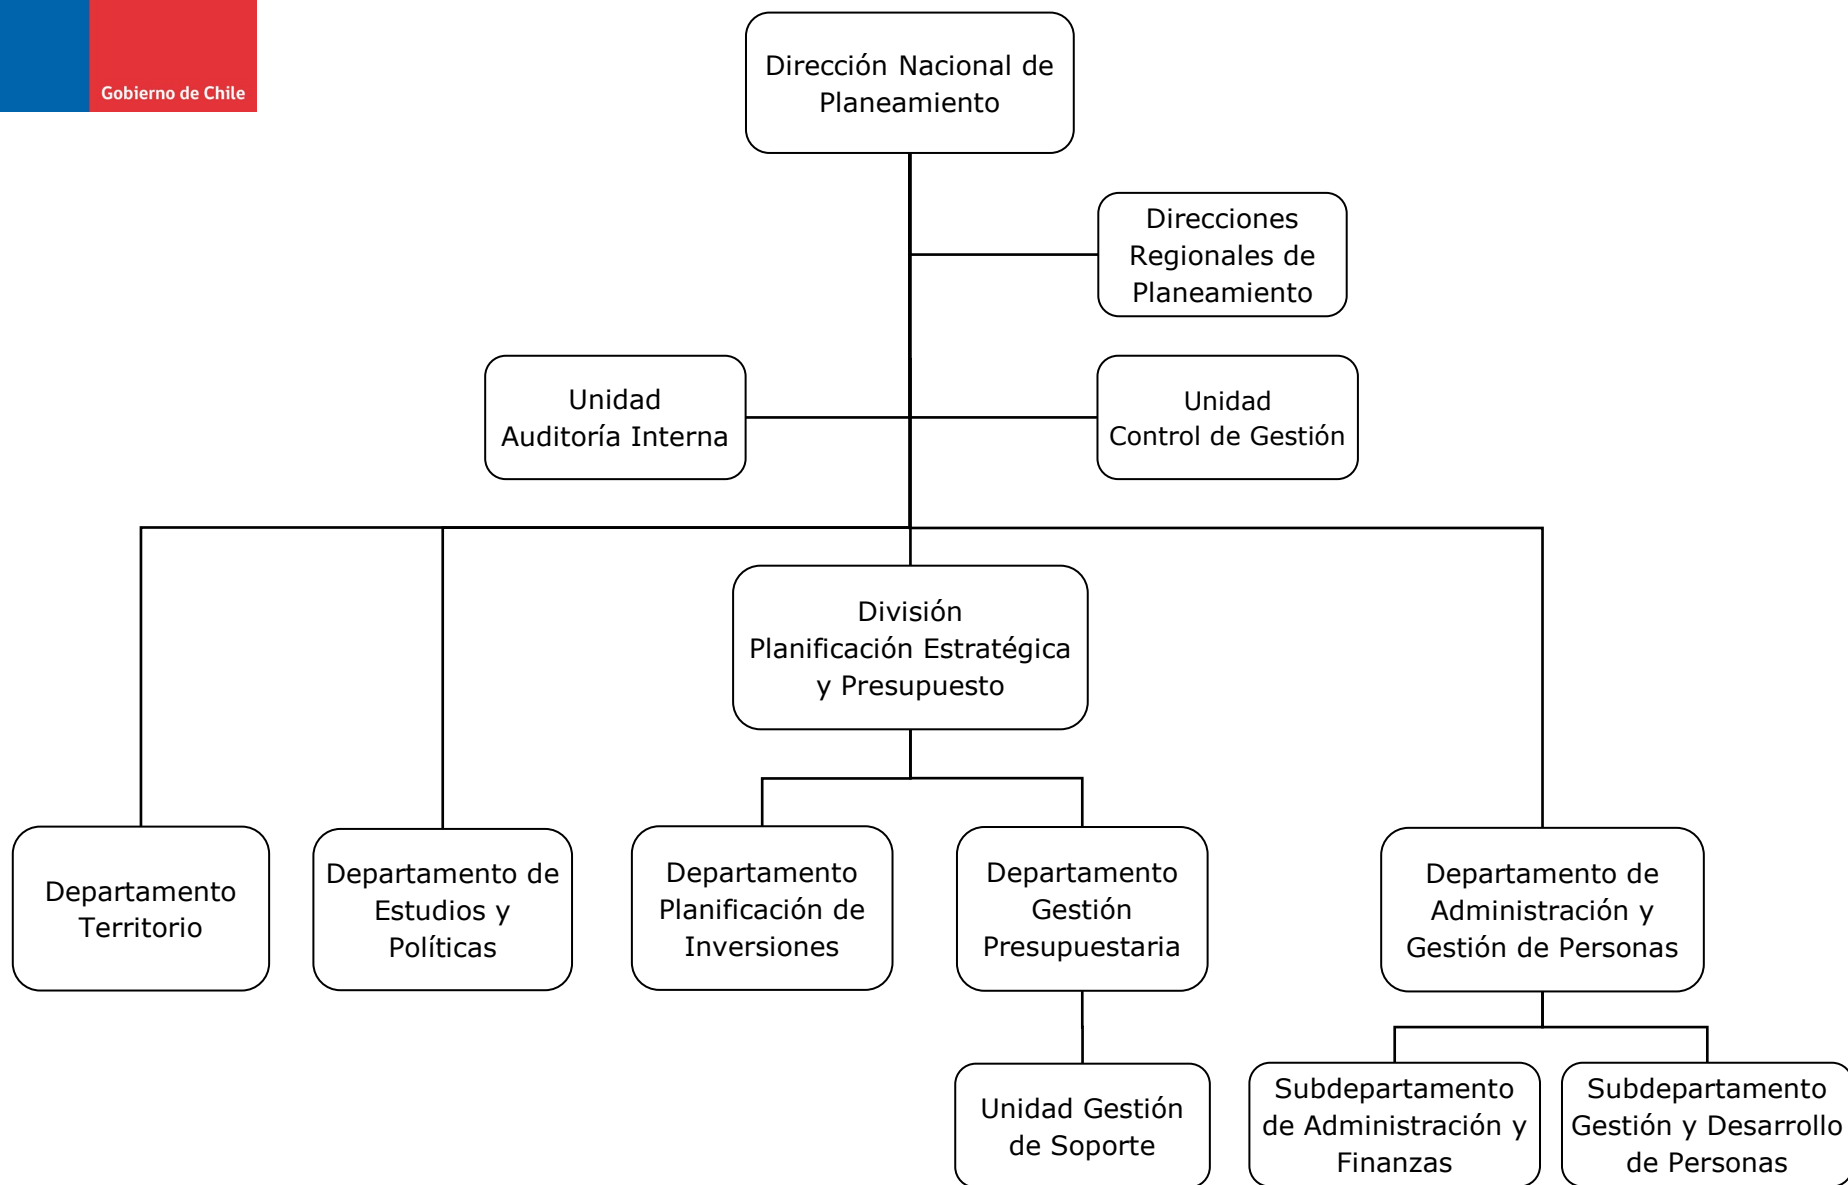 Gobierno de Chile
Dirección Nacional de
Planeamiento
Direcciones
Regionales de
Planeamiento
Unidad
Auditoría Interna
Unidad
Control de Gestión
División
Planificación Estratégica
y Presupuesto
Departamento
Territorio
Departamento de
Estudios y
Políticas
Departamento
Planificación de
Inversiones
Departamento
Gestión
Presupuestaria
Departamento de
Administración y
Gestión de Personas
Unidad Gestión
de Soporte
Subdepartamento
de Administración y
Finanzas
Subdepartamento
Gestión y Desarrollo
de Personas